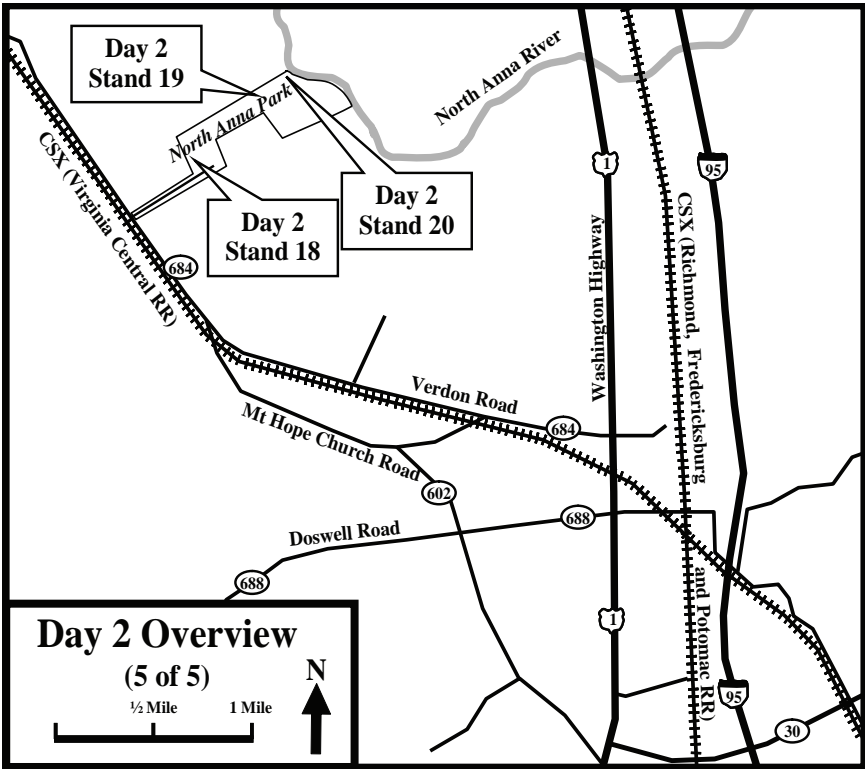 Day 2
Stand 19
North Anna Park
North Anna River
Day 2
Stand 20
Day 2
Stand 18
1
95
CSX (Virginia Central RR)
684
Washington Highway
CSX (Richmond, Fredericksburg and Potomac RR)
Verdon Road
684
Mt Hope Church Road
602
Doswell Road
688
688
1
95
30
Day 2 Overview
(5 of 5)
N
½ Mile
1 Mile